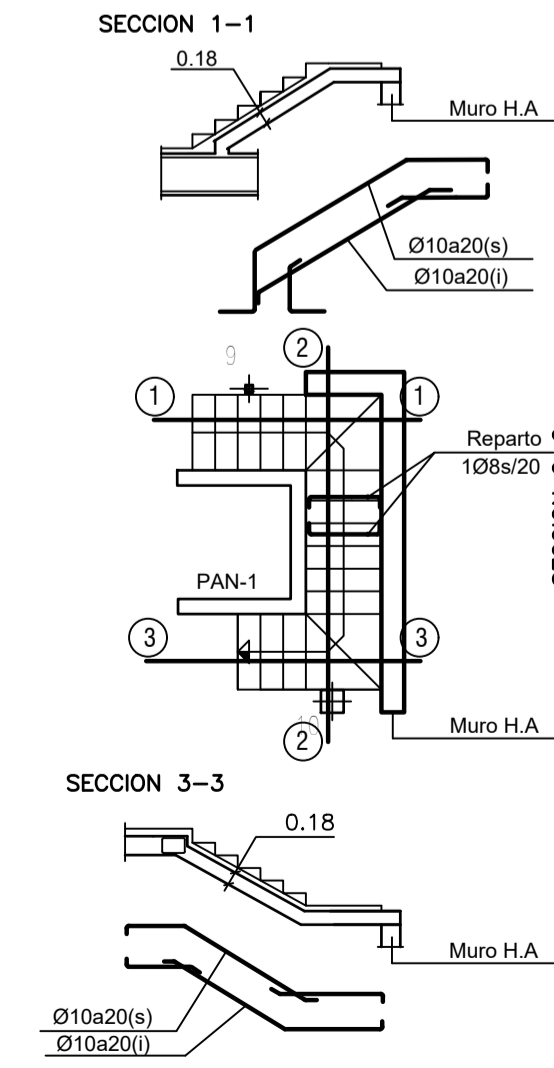 SECCION 1-1
0.18
Muro H.A
Ø10a20(s)
Ø10a20(i)
2
9
1
1
Reparto
1Ø8s/20
PAN-1
3
3
10
2
Muro H.A
SECCION 3-3
0.18
Muro H.A
Ø10a20(s)
Ø10a20(i)